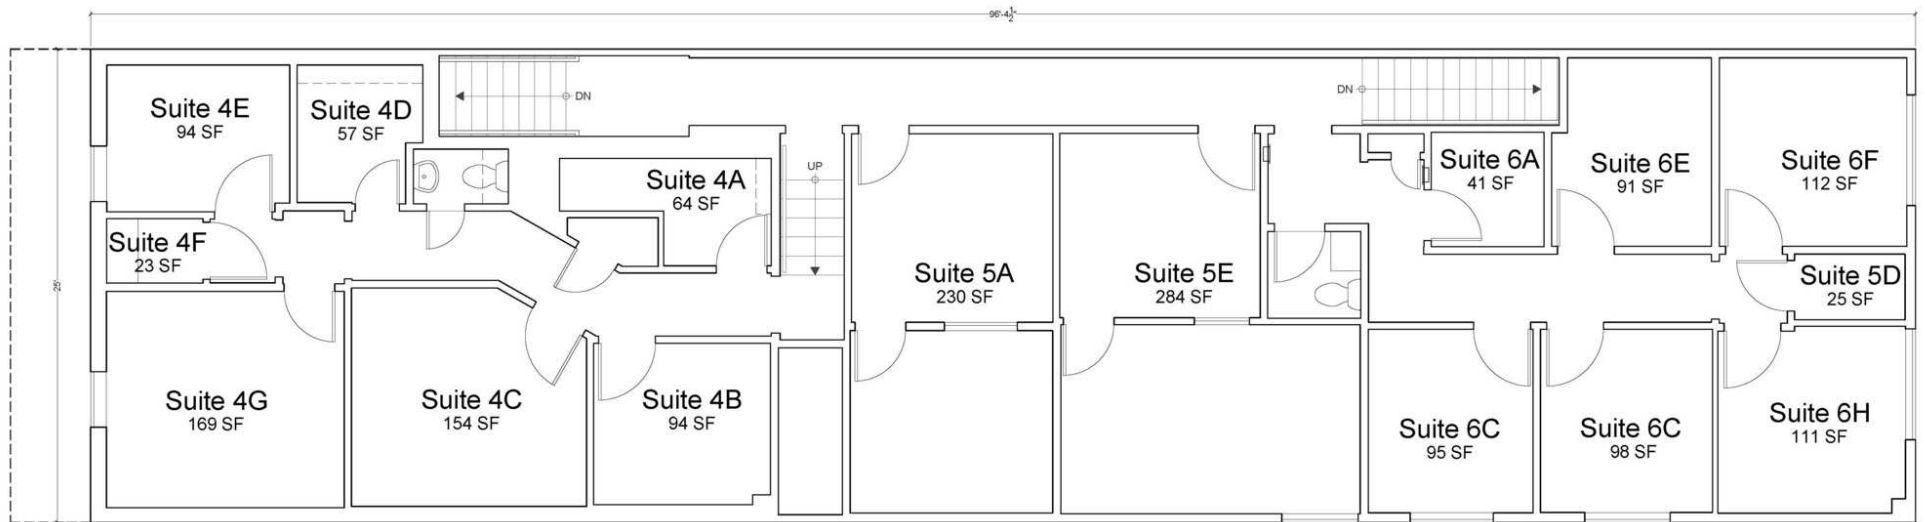 96'-4½"
25'
Suite 4E
94 SF
Suite 4D
57 SF
DN
DN
UP
Suite 4A
64 SF
Suite 6A
41 SF
Suite 6E
91 SF
Suite 6F
112 SF
Suite 4F
23 SF
Suite 5A
230 SF
Suite 5E
284 SF
Suite 5D
25 SF
Suite 4G
169 SF
Suite 4C
154 SF
Suite 4B
94 SF
Suite 6C
95 SF
Suite 6C
98 SF
Suite 6H
111 SF